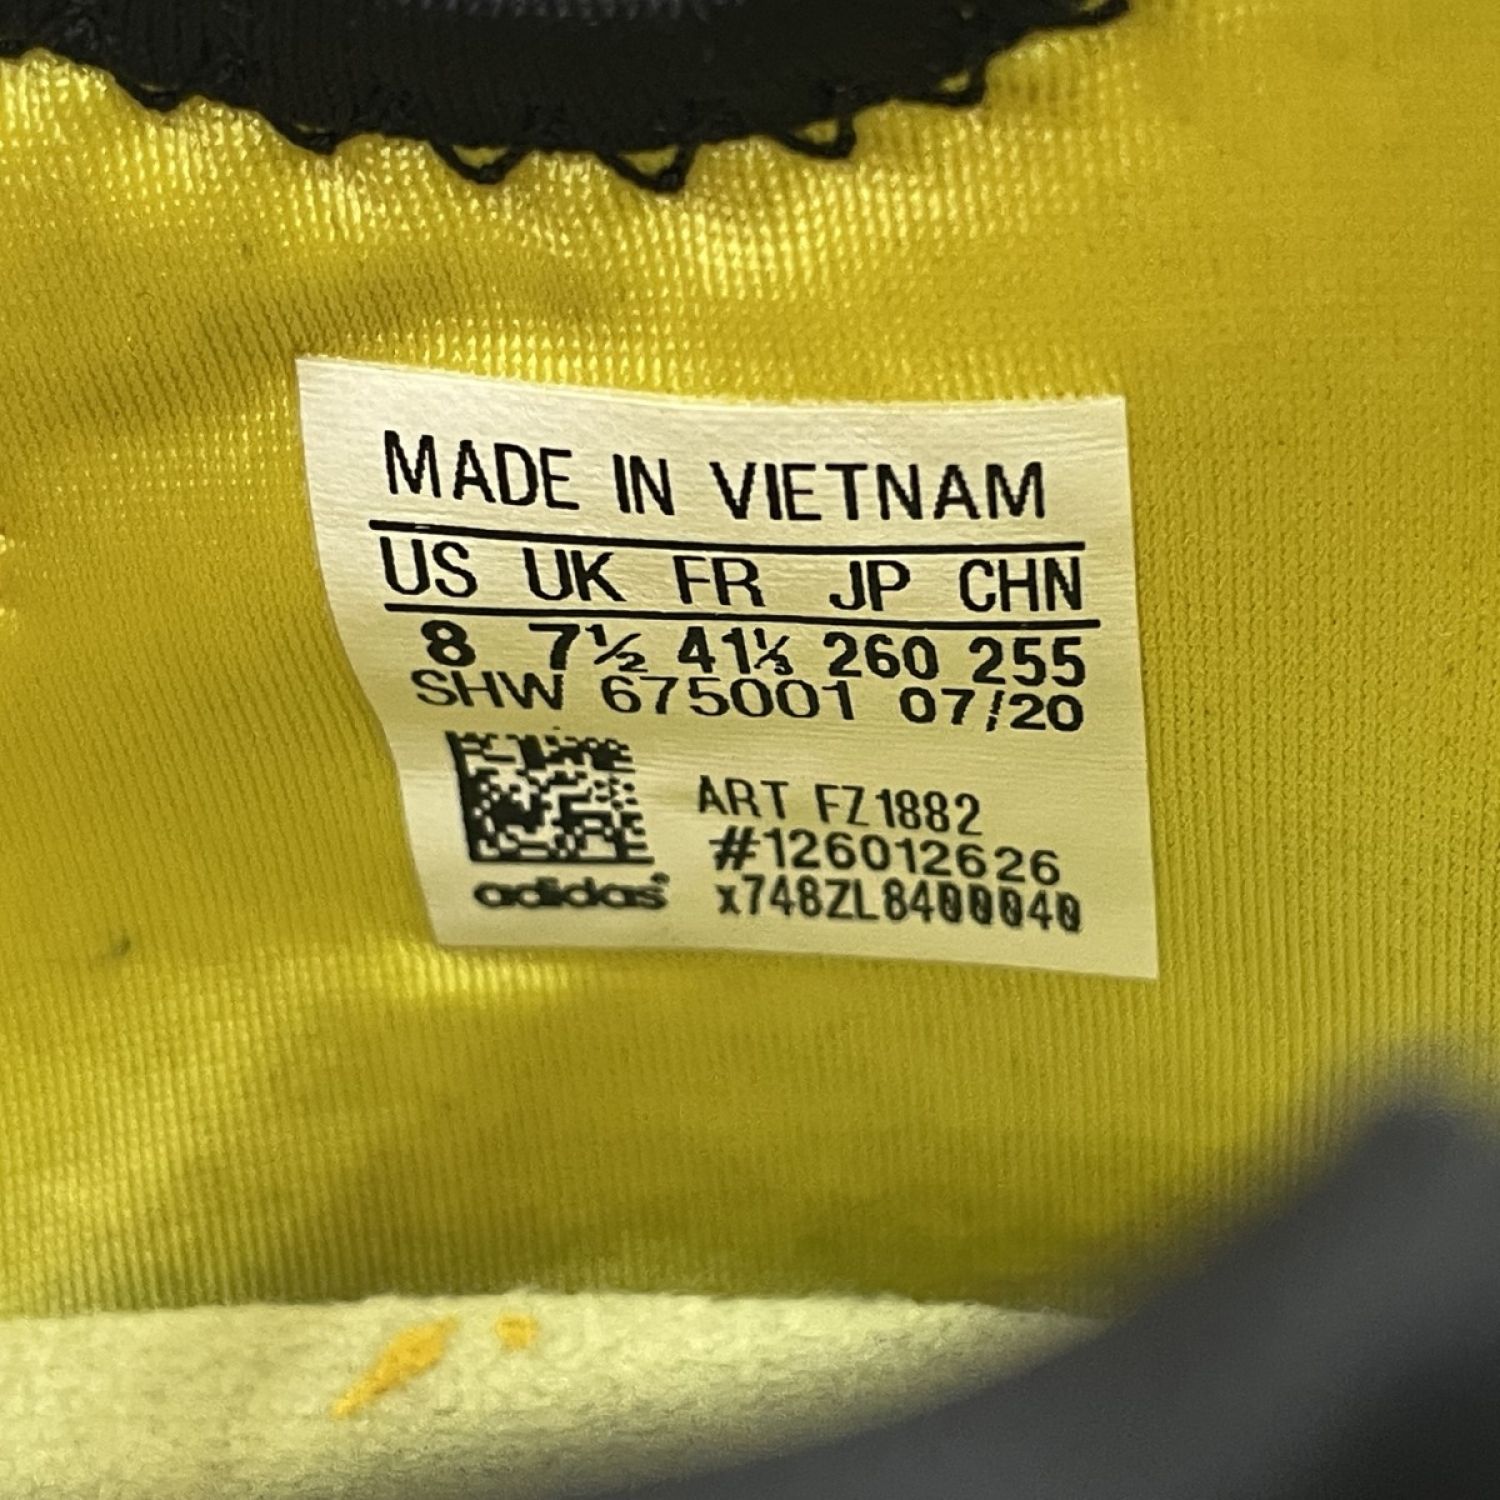 MADE IN VIETNAM
US UK FR JP CHN
8 7½ 41⅓ 260 255
SHW 675001 07/20
ART FZ1882
#126012626
adidas® x748ZL8400040